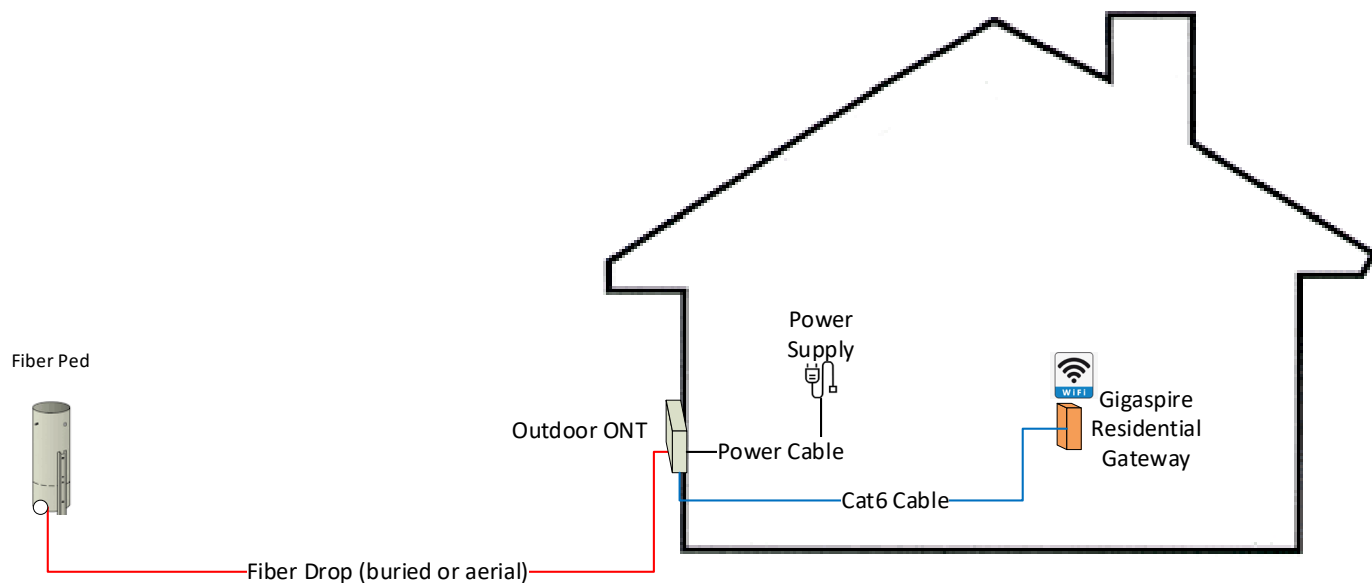 Power
Supply
Fiber Ped
WiFi
Gigaspire
Residential
Gateway
Outdoor ONT
Power Cable
Cat6 Cable
Fiber Drop (buried or aerial)